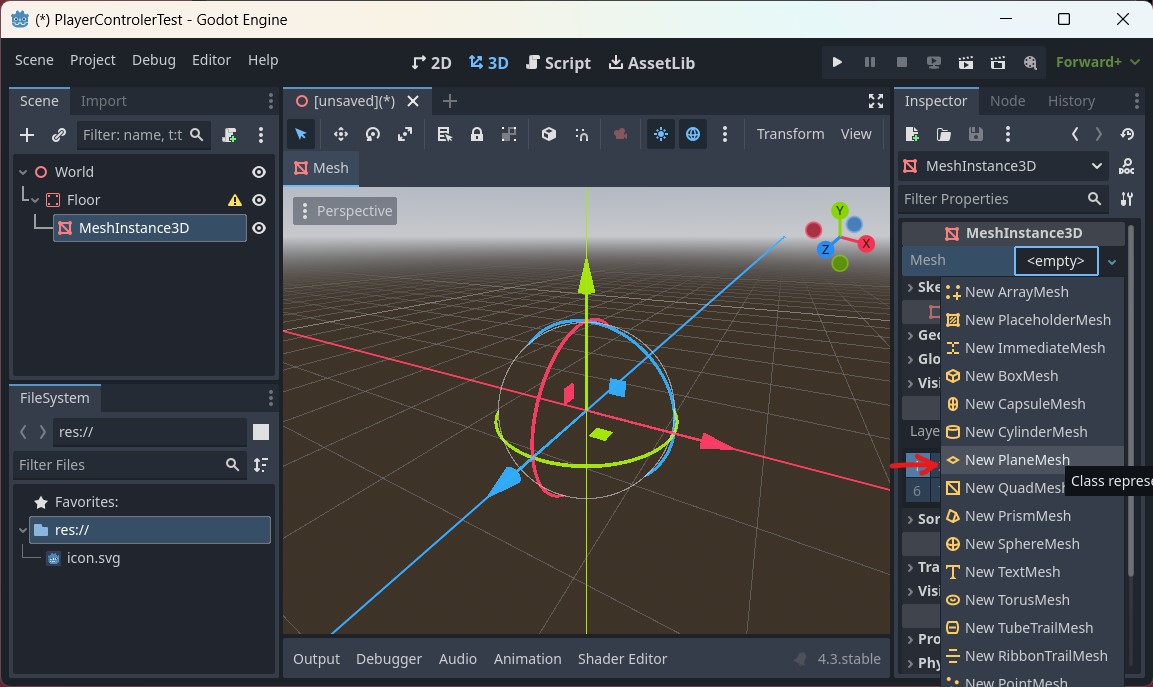 (*) PlayerControlerTest - Godot Engine
Scene Project Debug Editor Help
2D 3D Script AssetLib
Forward+
Scene Import
Filter: name, t:t
World
Floor
MeshInstance3D
FileSystem
res://
Filter Files
Favorites:
res://
icon.svg
[unsaved](*)
Transform View
Mesh
Perspective
Y
X
Z
Output Debugger Audio Animation Shader Editor 4.3.stable
Inspector Node History
MeshInstance3D
Filter Properties
MeshInstance3D
Mesh <empty>
Ske
Geo
Glo
Visi
Laye
6
Sor
Tra
Visi
Pro
Phy
New ArrayMesh
New PlaceholderMesh
New ImmediateMesh
New BoxMesh
New CapsuleMesh
New CylinderMesh
New PlaneMesh
Class represe
New QuadMesh
New PrismMesh
New SphereMesh
New TextMesh
New TorusMesh
New TubeTrailMesh
New RibbonTrailMesh
New PointMesh